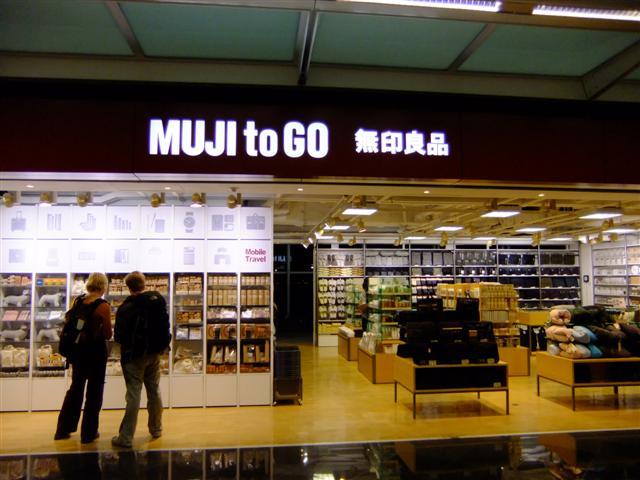 MUJI to GO 無印良品
Mobile
Travel